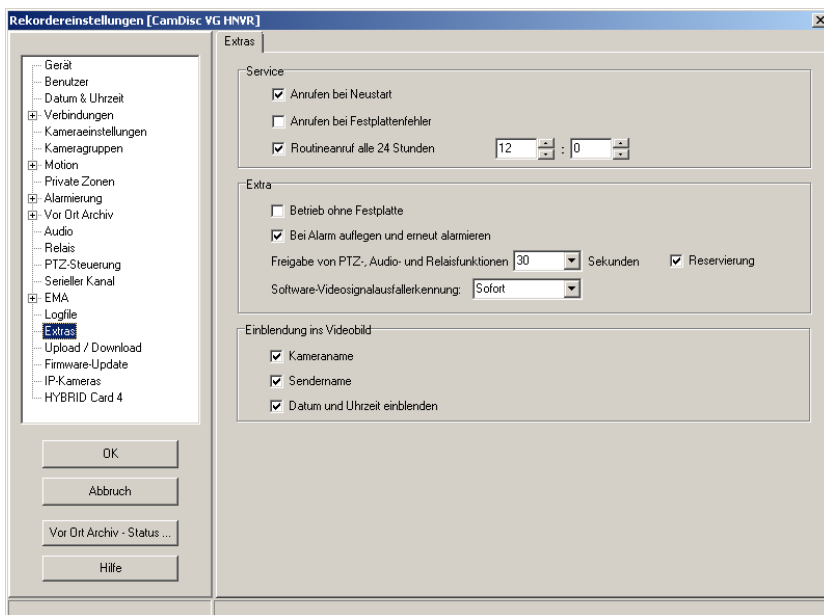 Rekordereinstellungen [CamDisc VG HNVR]
Gerät
Benutzer
Datum & Uhrzeit
Verbindungen
Kameraeinstellungen
Kameragruppen
Motion
Private Zonen
Alarmierung
Vor Ort Archiv
Audio
Relais
PTZ-Steuerung
Serieller Kanal
EMA
Logfile
Extras
Upload / Download
Firmware-Update
IP-Kameras
HYBRID Card 4
OK
Abbruch
Vor Ort Archiv - Status ...
Hilfe
Extras
Service
Anrufen bei Neustart
Anrufen bei Festplattenfehler
Routineanruf alle 24 Stunden 12 : 0
Extra
Betrieb ohne Festplatte
Bei Alarm auflegen und erneut alarmieren
Freigabe von PTZ-, Audio- und Relaisfunktionen 30 Sekunden Reservierung
Software-Videosignalausfallerkennung: Sofort
Einblendung ins Videobild
Kameraname
Sendername
Datum und Uhrzeit einblenden